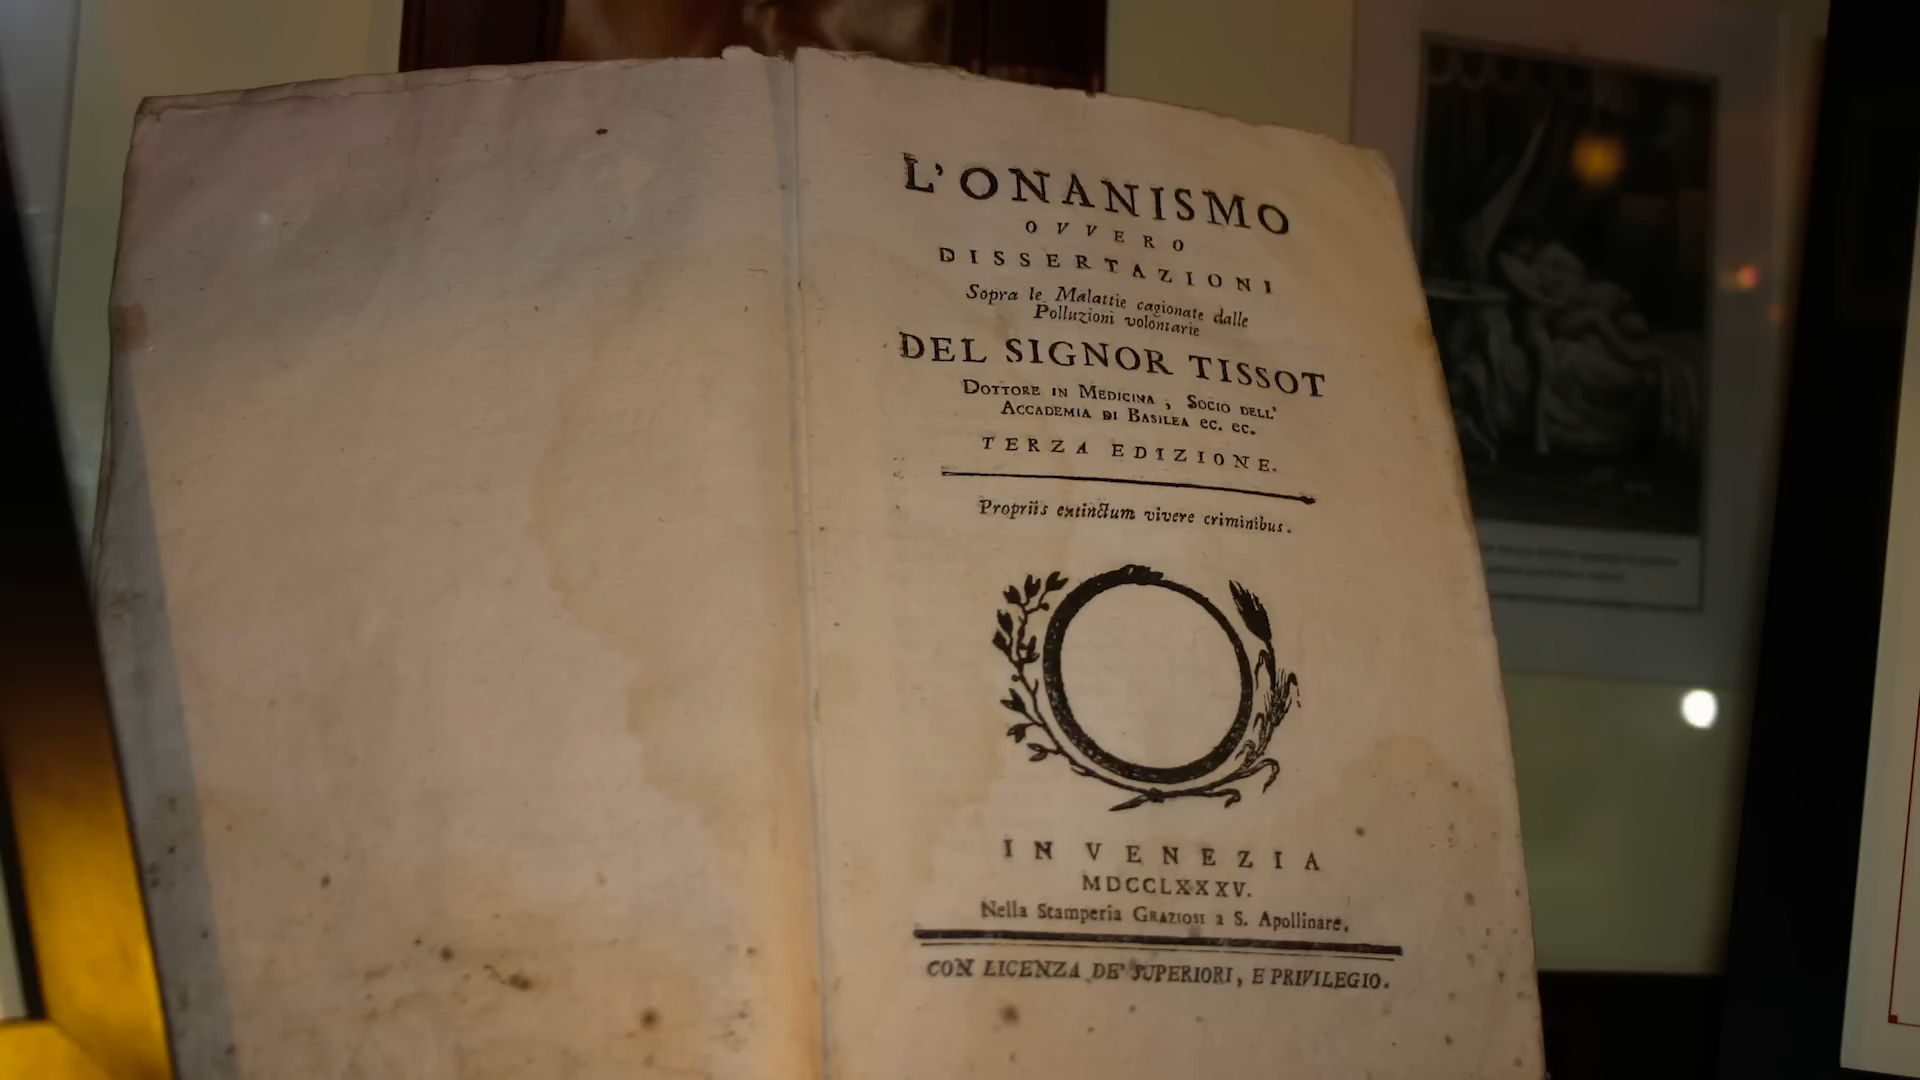 L'ONANISMO
OVVERO
DISSERTAZIONI
Sopra le Malattie cagionate dalle
Polluzioni volontarie
DEL SIGNOR TISSOT
DOTTORE IN MEDICINA, SOCIO DELL'
ACCADEMIA DI BASILEA ec. ec.
TERZA EDIZIONE.
Propriis extinctum vivere criminibus.
IN VENEZIA
MDCCLXXXV.
Nella Stamperia GRAZIOSI a S. Apollinare.
CON LICENZA DE' SUPERIORI, E PRIVILEGIO.